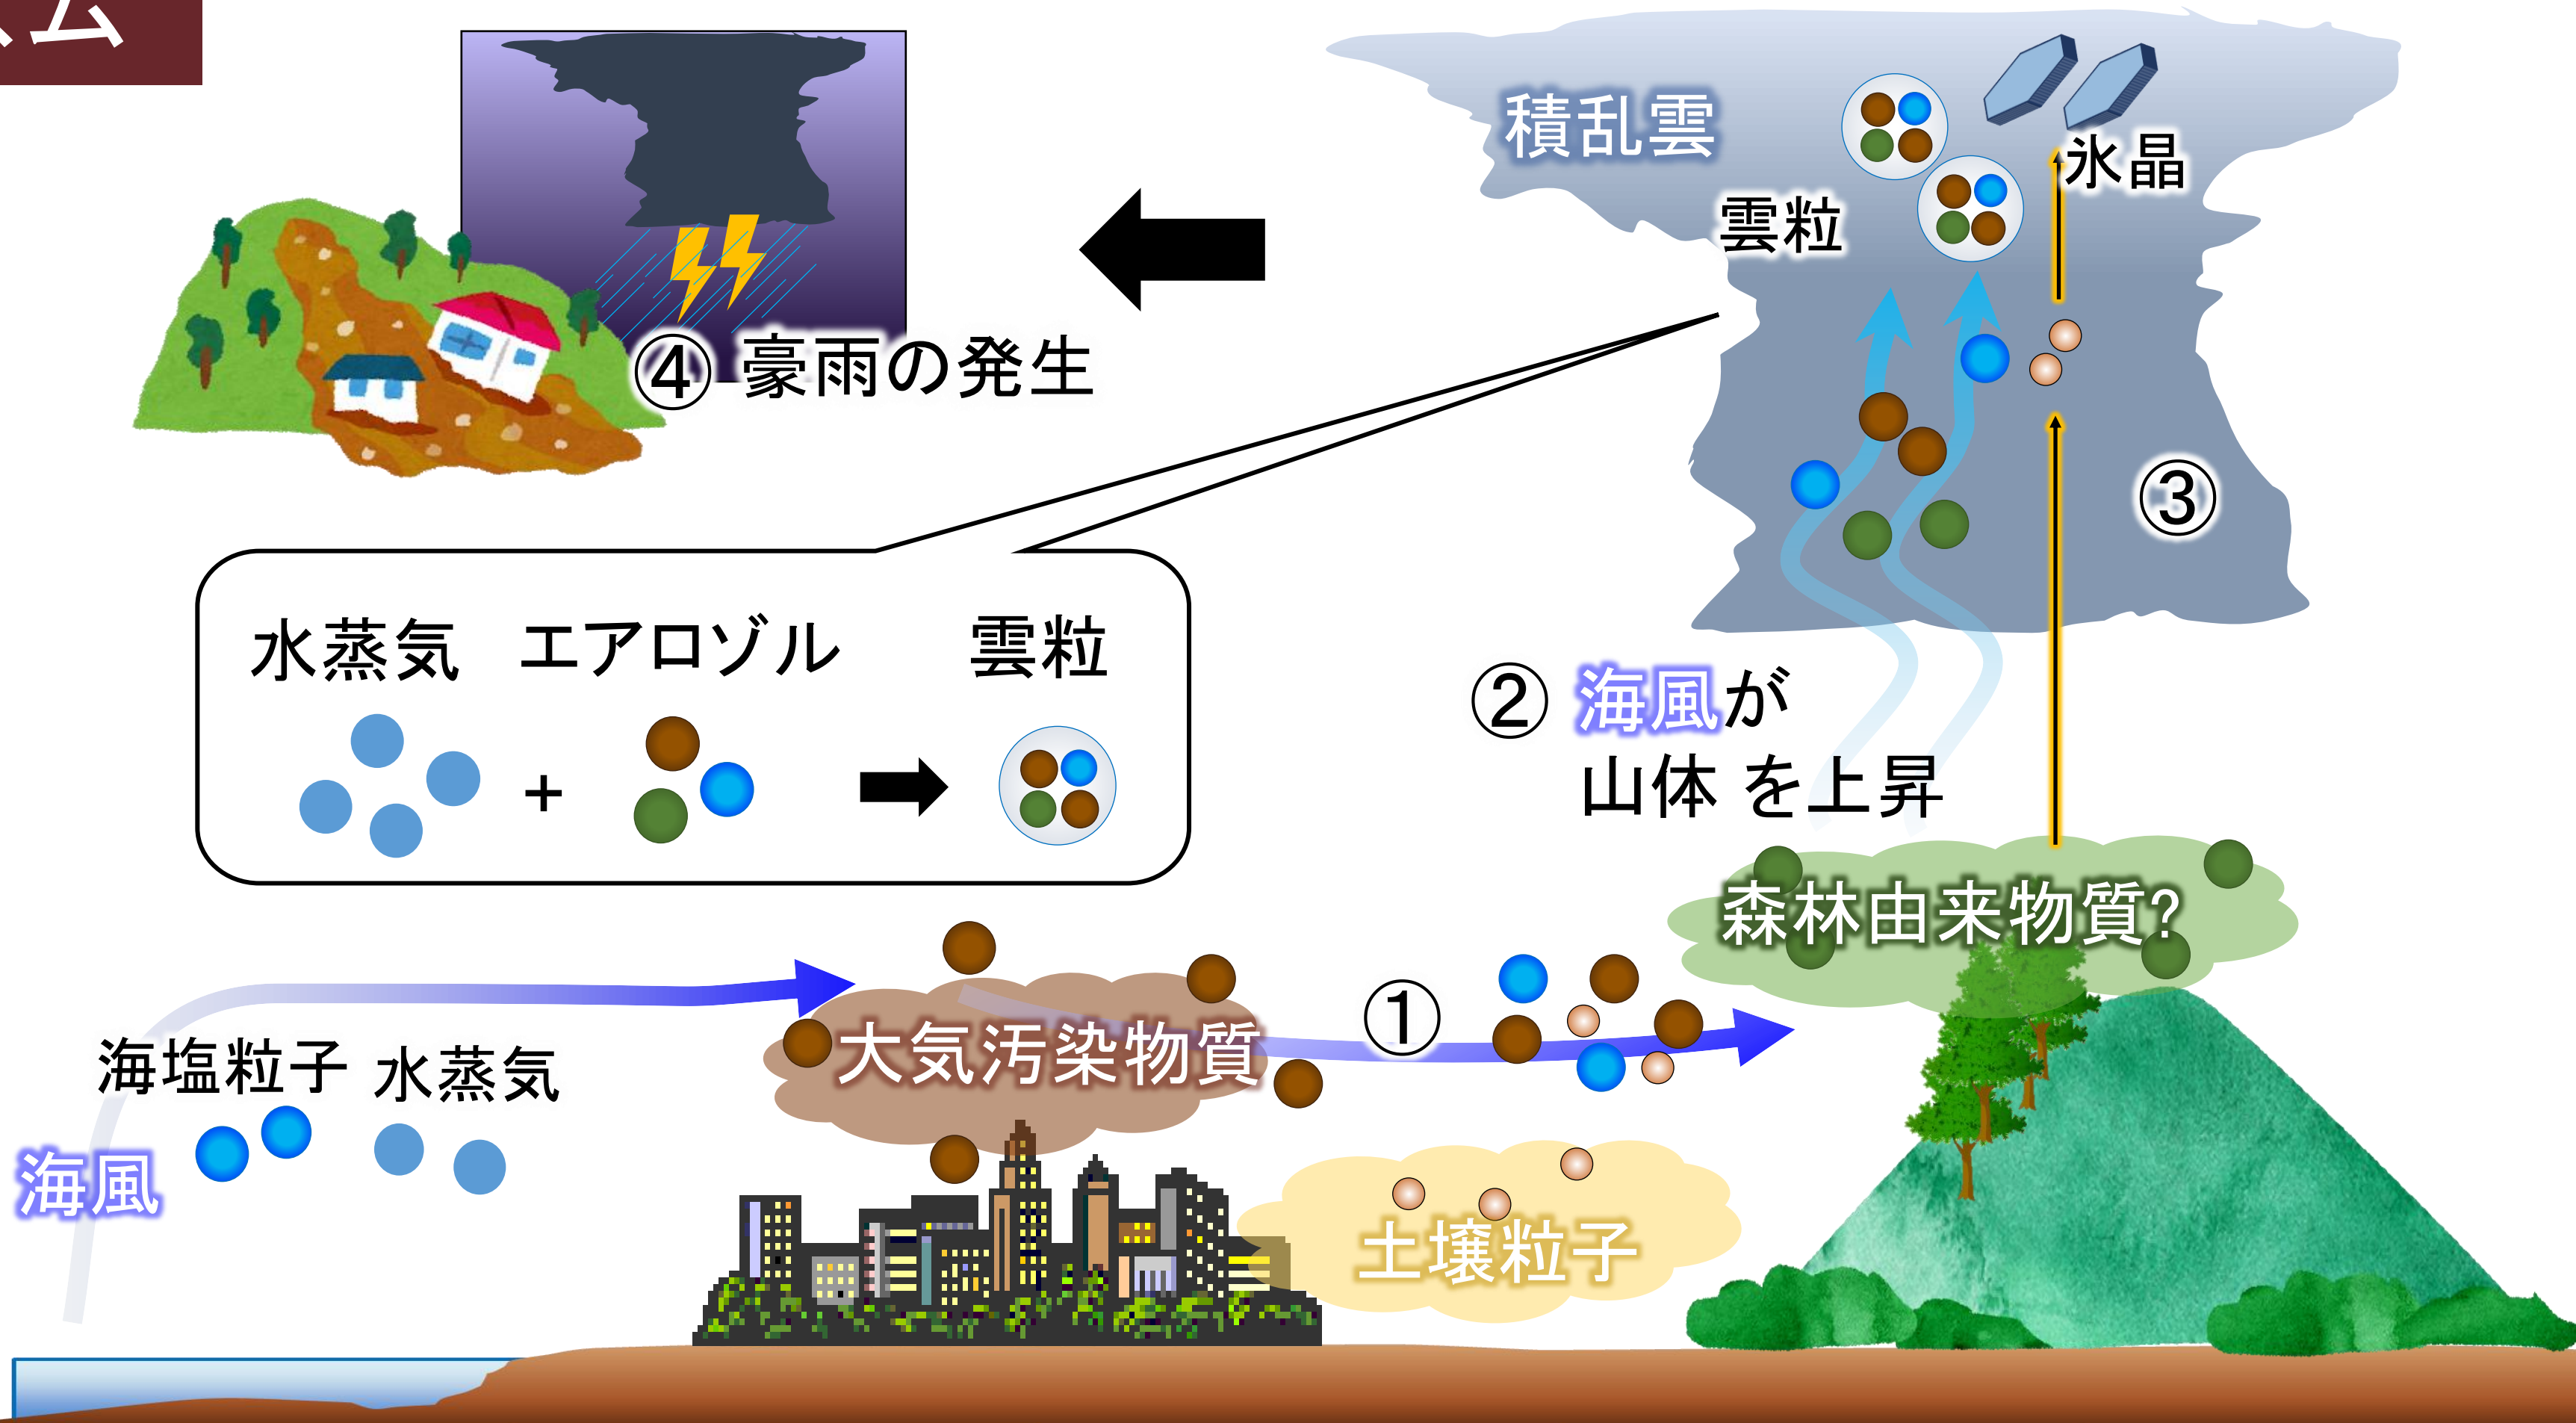 ム
積乱雲
氷晶
雲粒
④ 豪雨の発生
③
水蒸気 エアロゾル 雲粒
+
② 海風が
山体 を上昇
森林由来物質?
大気汚染物質
①
海塩粒子 水蒸気
海風
土壌粒子